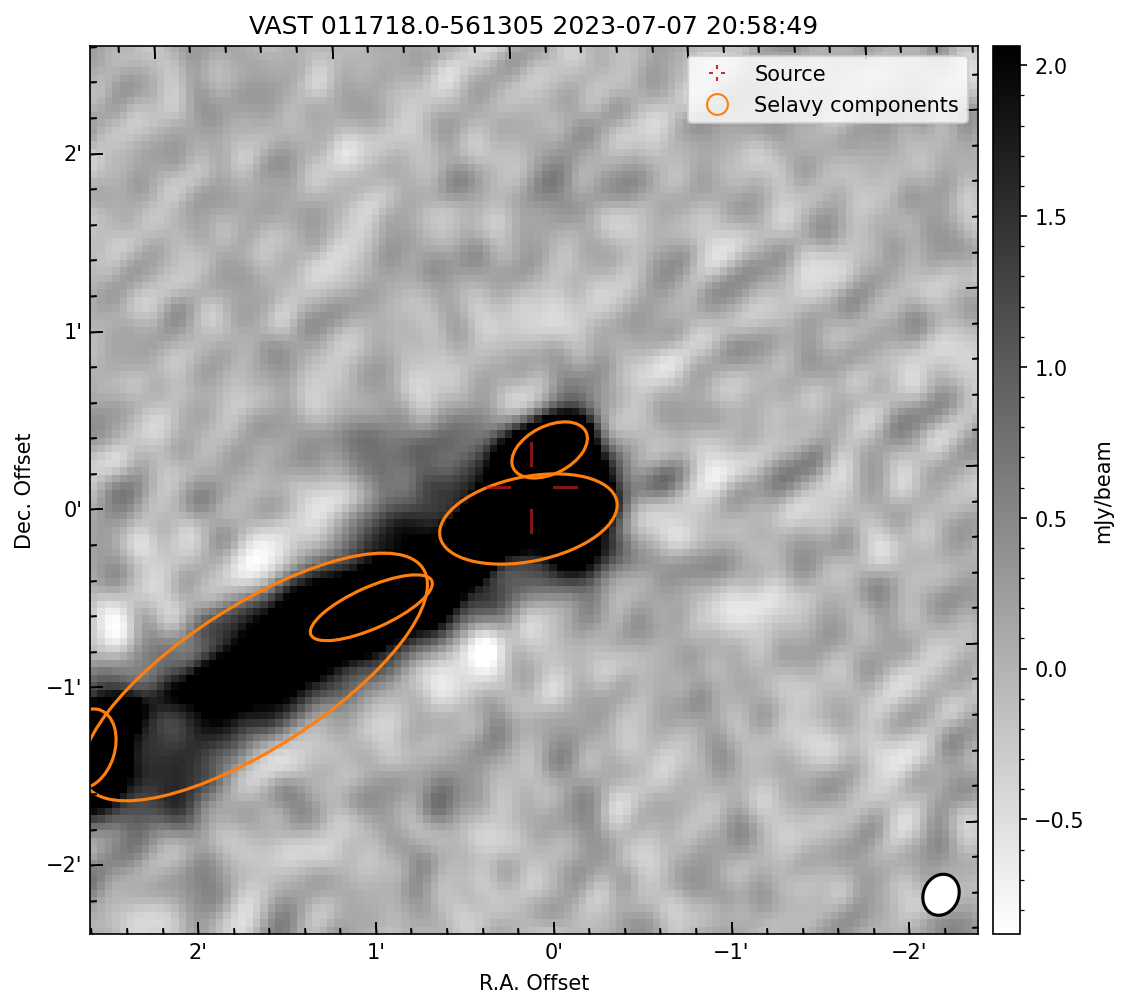 VAST 011718.0-561305 2023-07-07 20:58:49
Source
Selavy components
2'
1'
0'
−1'
−2'
Dec. Offset
2'
1'
0'
−1'
−2'
R.A. Offset
2.0
1.5
1.0
0.5
0.0
−0.5
mJy/beam